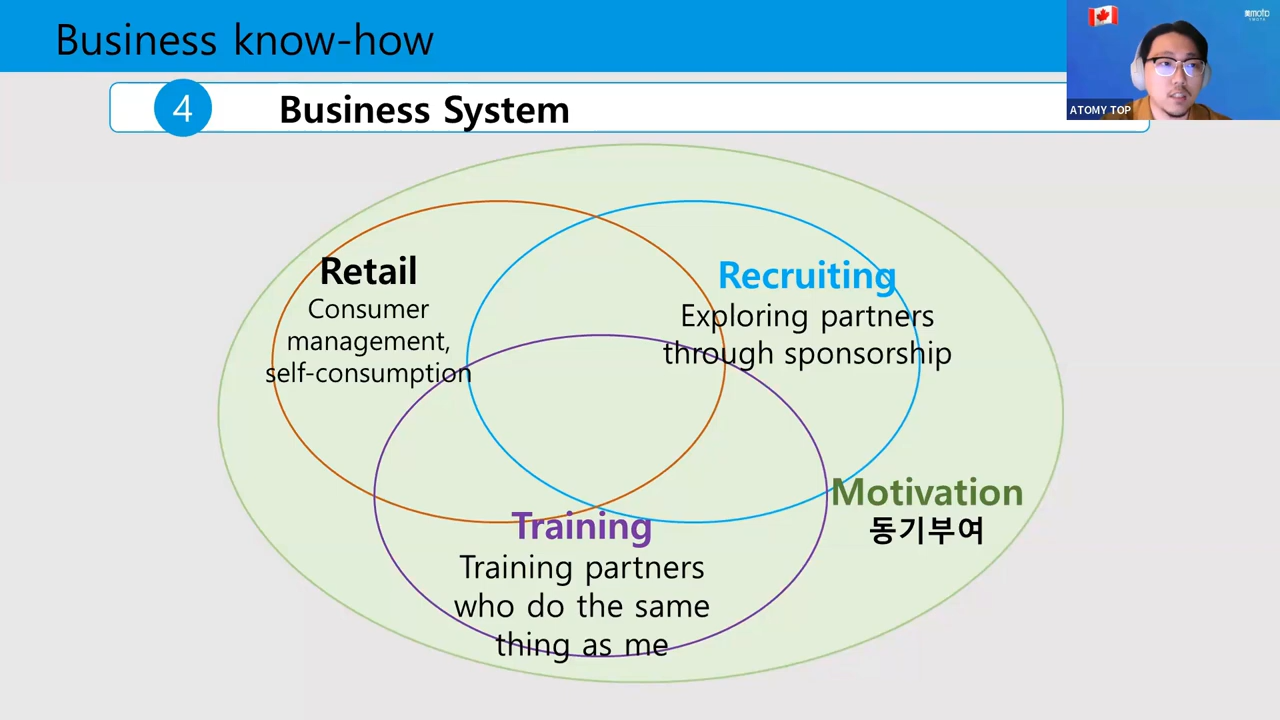 Business know-how
4
Business System
Retail
Consumer
management,
self-consumption
Recruiting
Exploring partners
through sponsorship
Motivation
동기부여
Training
Training partners
who do the same
thing as me
ATOMY TOP